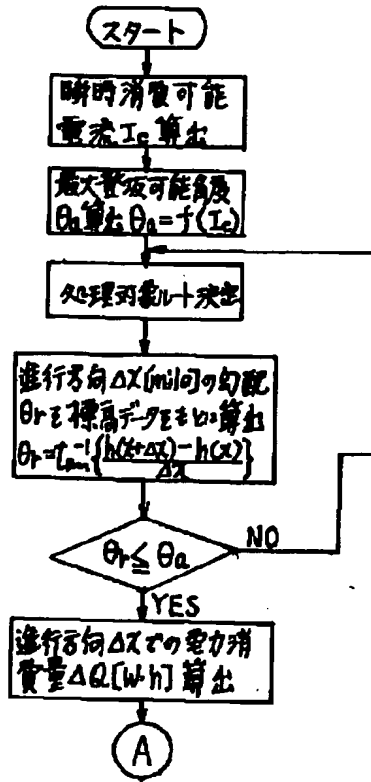 スタート
瞬時消費可能
電流Ic算出
最大登坂可能角度
θa算出 θa=f(Ic)
処理対象ルート決定
進行方向Δx[mile]の勾配
θrを標高データをもとに算出
θr=tan⁻¹{h(x+Δx)-h(x)/Δx}
θr≦θa
NO
YES
進行方向Δxでの電力消
費量ΔQ[W·h]算出
A